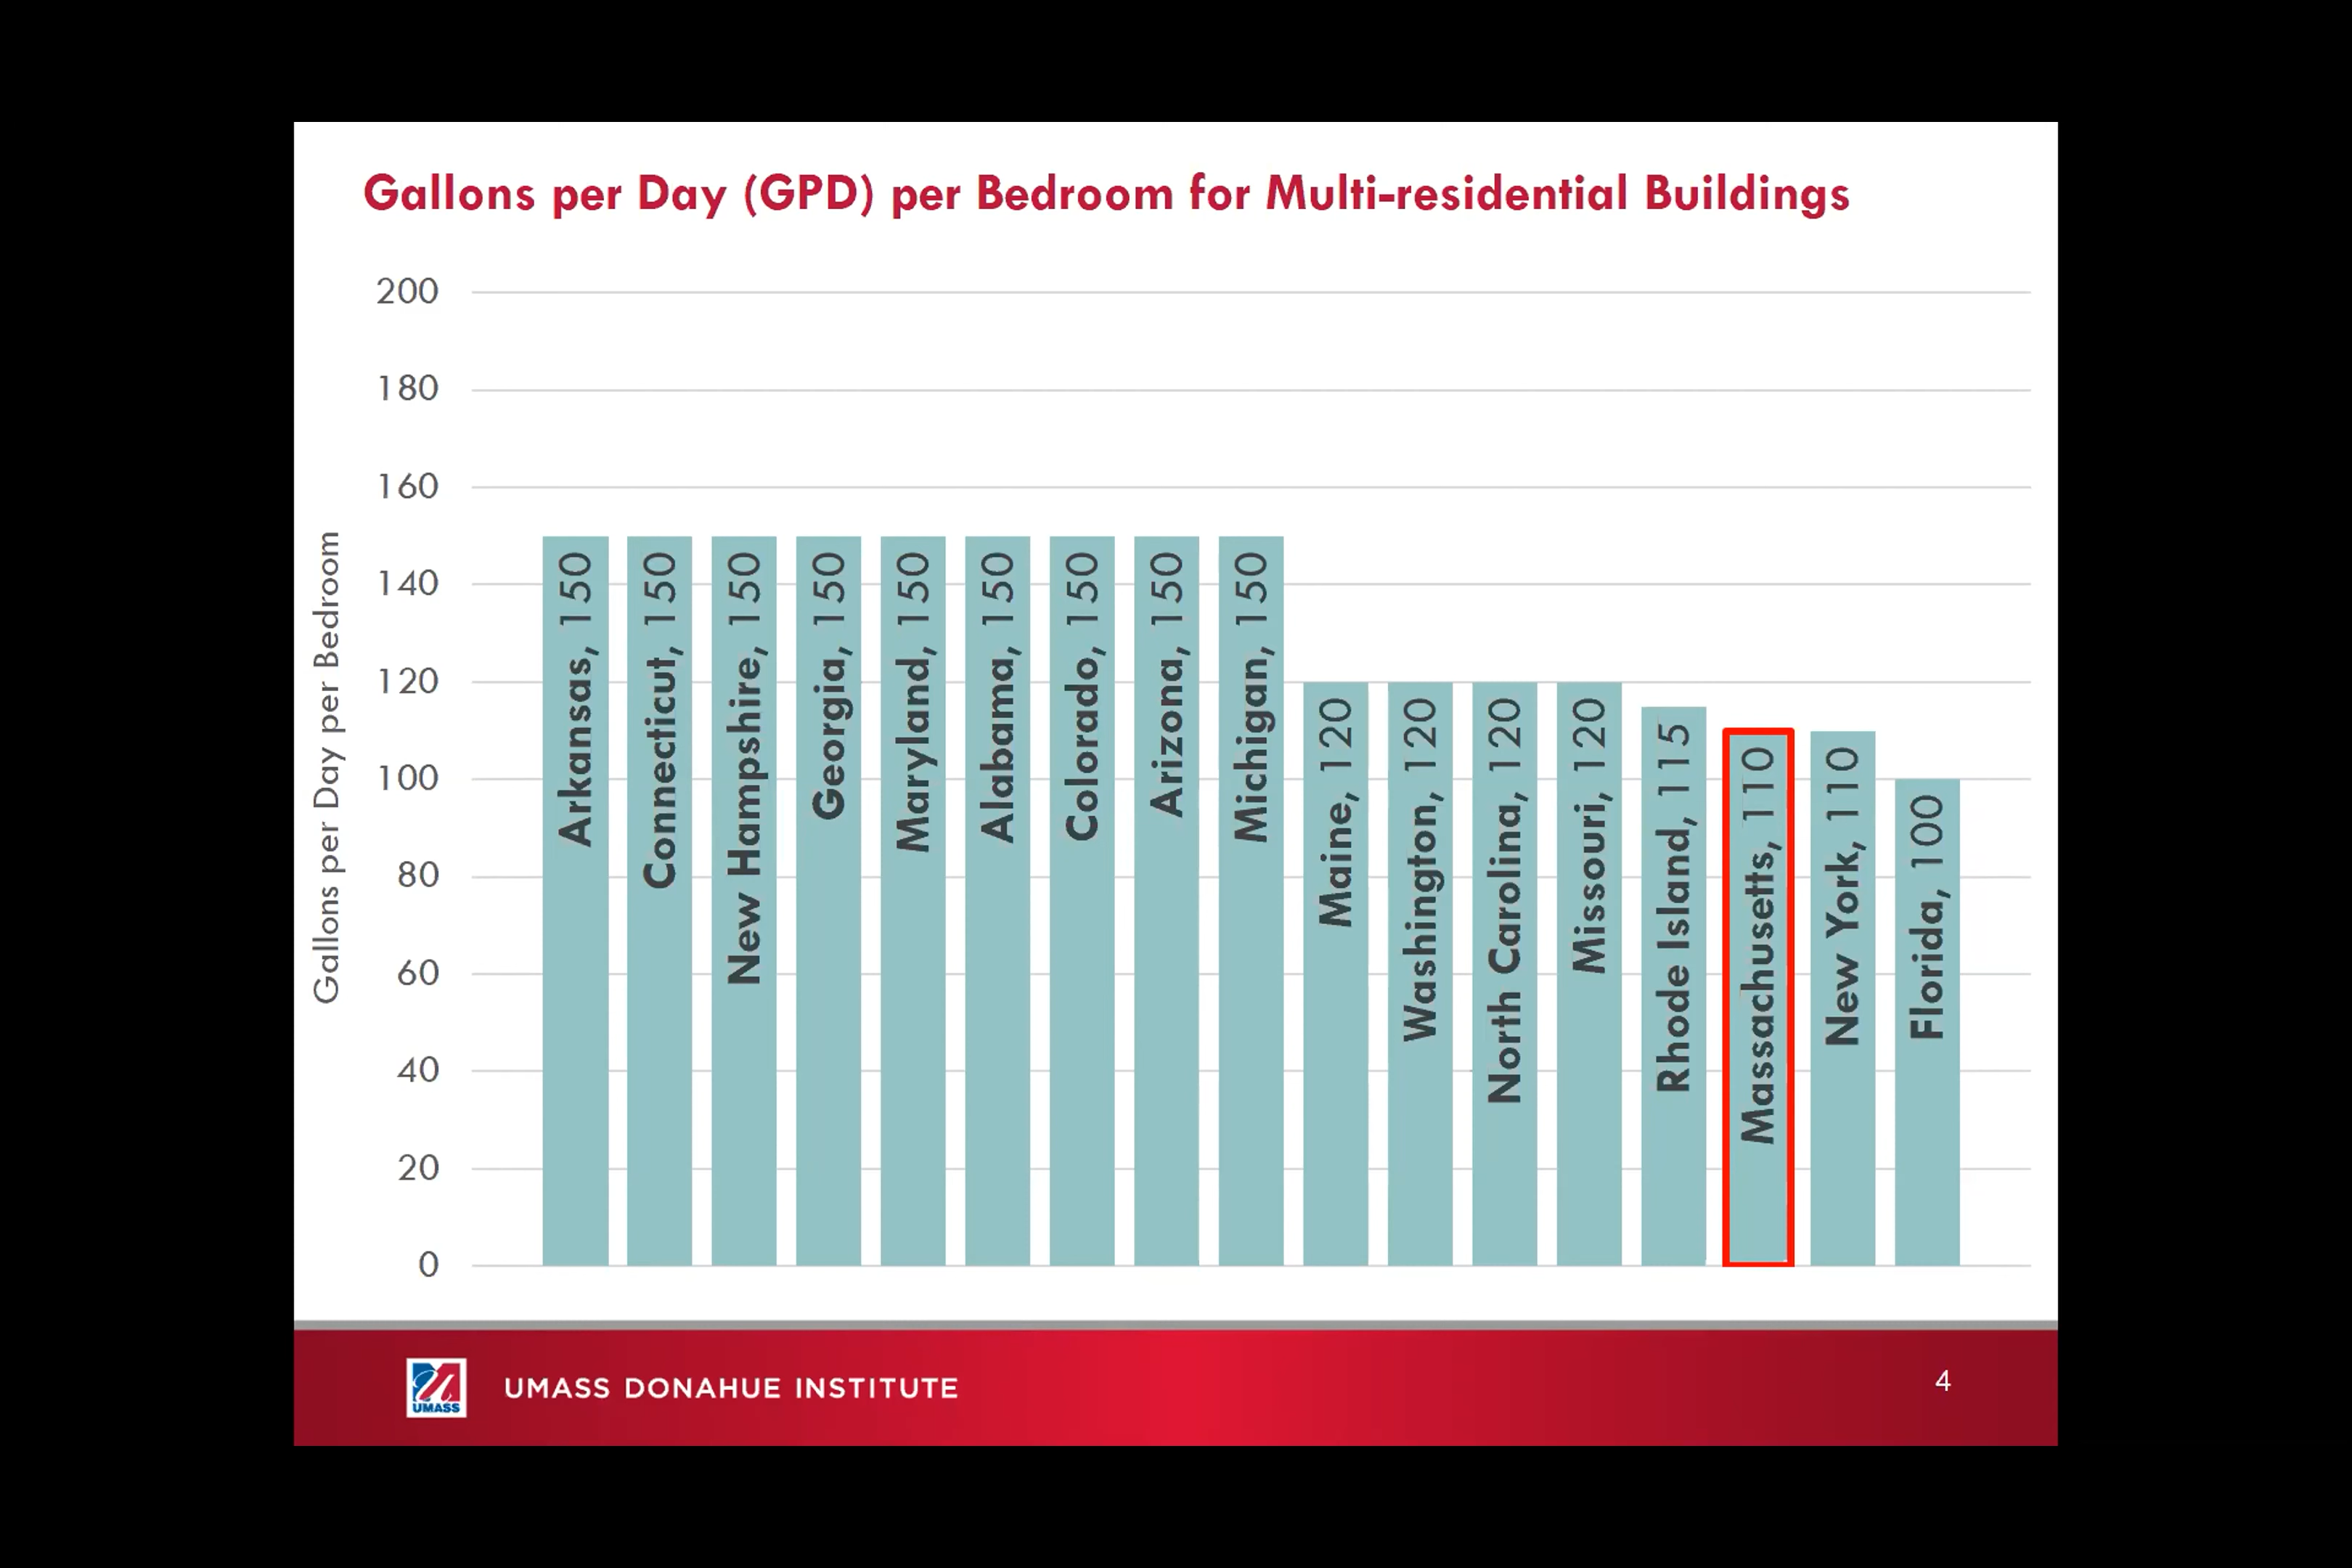 Gallons per Day (GPD) per Bedroom for Multi-residential Buildings
Gallons per Day per Bedroom
200
180
160
140
120
100
80
60
40
20
0
Arkansas, 150
Connecticut, 150
New Hampshire, 150
Georgia, 150
Maryland, 150
Alabama, 150
Colorado, 150
Arizona, 150
Michigan, 150
Maine, 120
Washington, 120
North Carolina, 120
Missouri, 120
Rhode Island, 115
Massachusetts, 110
New York, 110
Florida, 100
UMASS
UMASS DONAHUE INSTITUTE
4